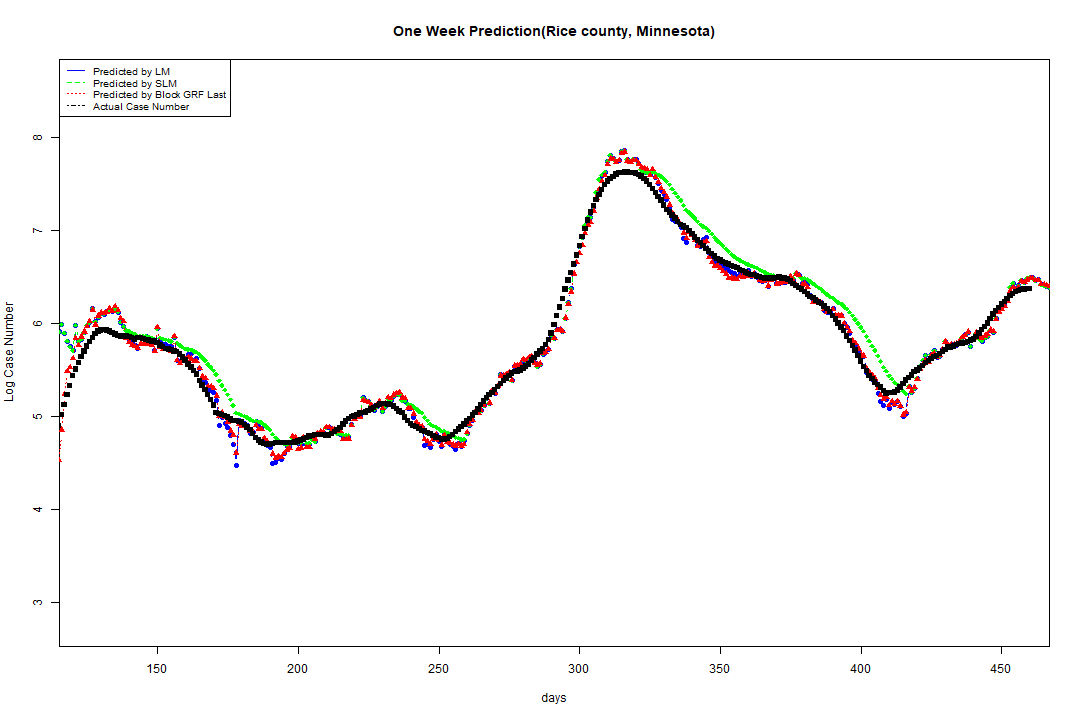 One Week Prediction(Rice county, Minnesota)
Predicted by LM
Predicted by SLM
Predicted by Block GRF Last
Actual Case Number
8
7
6
5
4
3
Log Case Number
150 200 250 300 350 400 450
days